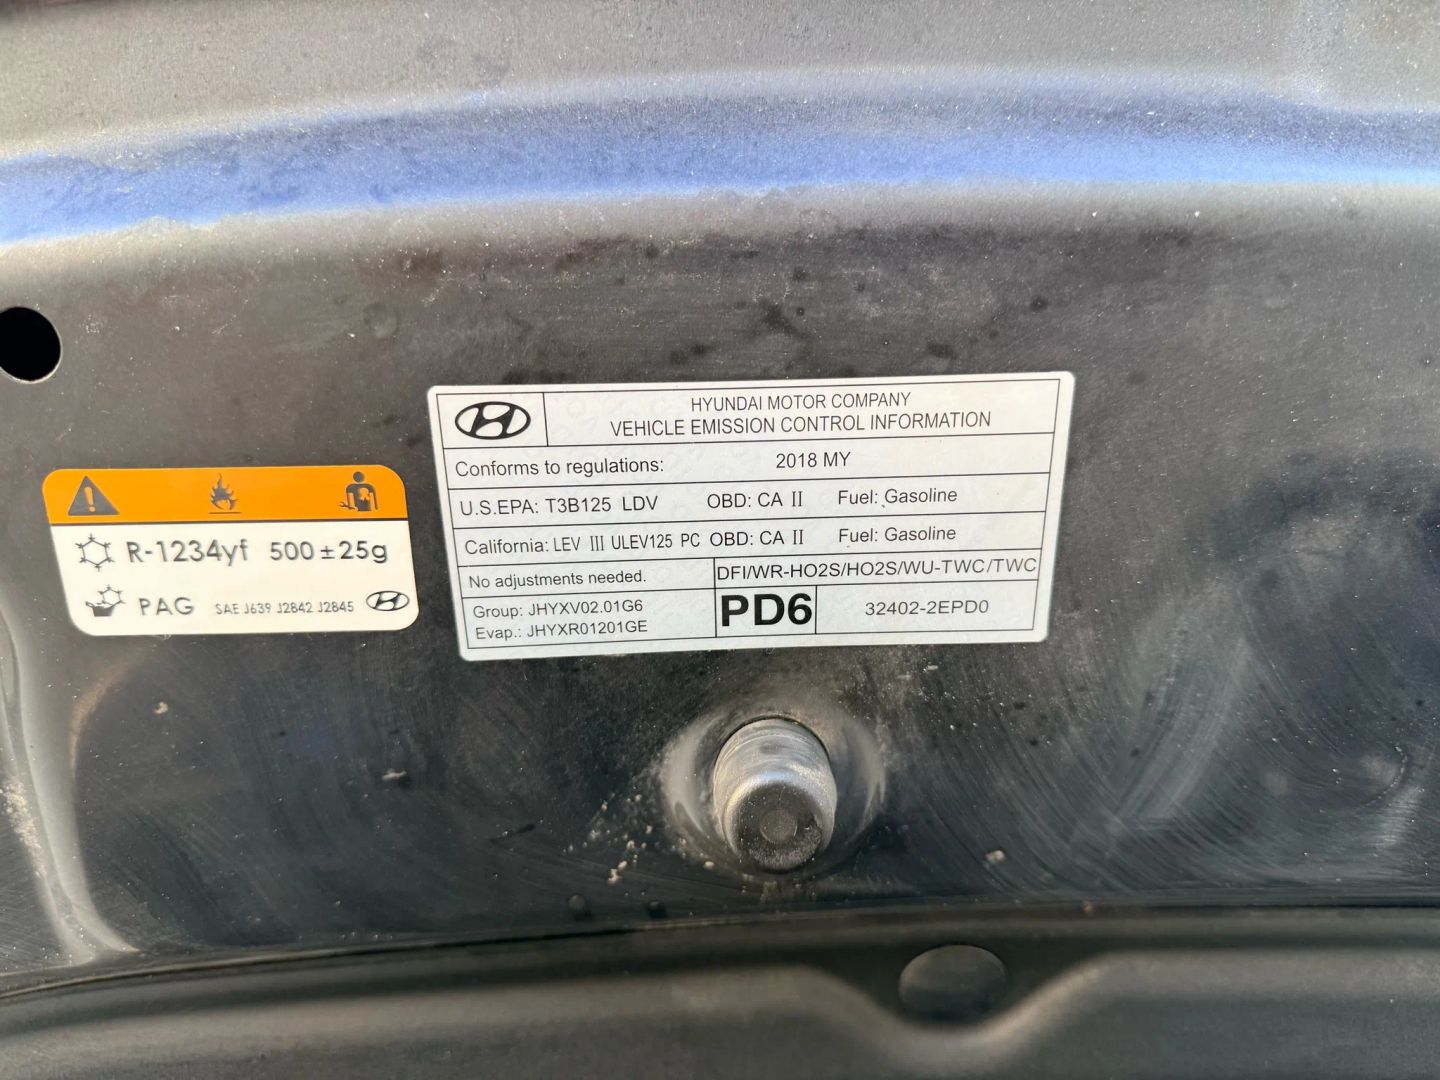 HYUNDAI MOTOR COMPANY
VEHICLE EMISSION CONTROL INFORMATION
Conforms to regulations: 2018 MY
U.S.EPA: T3B125 LDV OBD: CA II Fuel: Gasoline
California: LEV III ULEV125 PC OBD: CA II Fuel: Gasoline
No adjustments needed. DFI/WR-HO2S/HO2S/WU-TWC/TWC
Group: JHYXV02.01G6
Evap.: JHYXR01201GE
PD6 32402-2EPD0
R-1234yf 500±25g
PAG SAE J639 J2842 J2845